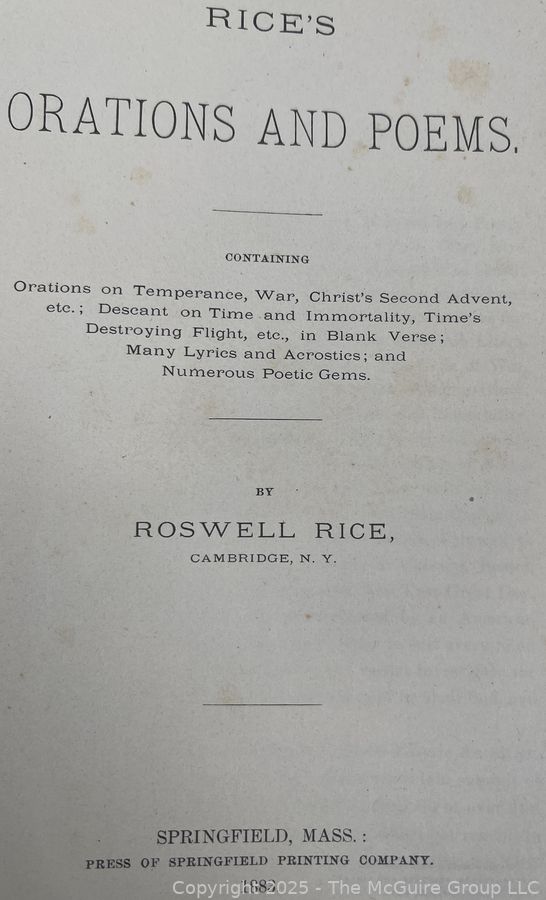 RICE'S
ORATIONS AND POEMS.
CONTAINING
Orations on Temperance, War, Christ's Second Advent,
etc.; Descant on Time and Immortality, Time's
Destroying Flight, etc., in Blank Verse;
Many Lyrics and Acrostics; and
Numerous Poetic Gems.
BY
ROSWELL RICE,
CAMBRIDGE, N. Y.
SPRINGFIELD, MASS.:
PRESS OF SPRINGFIELD PRINTING COMPANY.
Copyright 2025 - The McGuire Group LLC